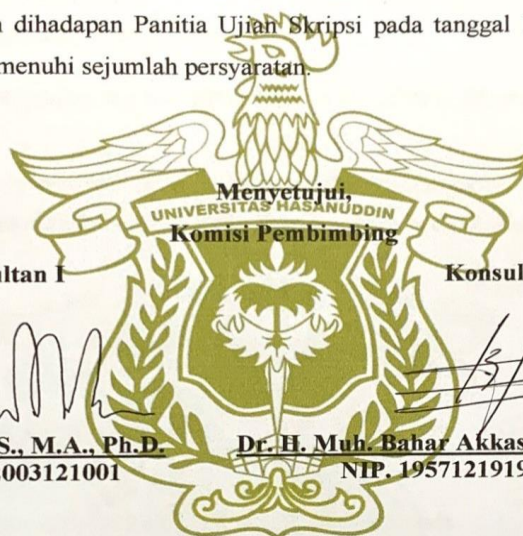 dihadapan Panitia Ujian Skripsi pada tanggal
menuhi sejumlah persyaratan.
Menyetujui,
UNIVERSITAS HASANUDDIN
Komisi Pembimbing
ultan I Konsul
S., M.A., Ph.D. Dr. H. Muh. Bahar Akkas
003121001 NIP. 1957121919